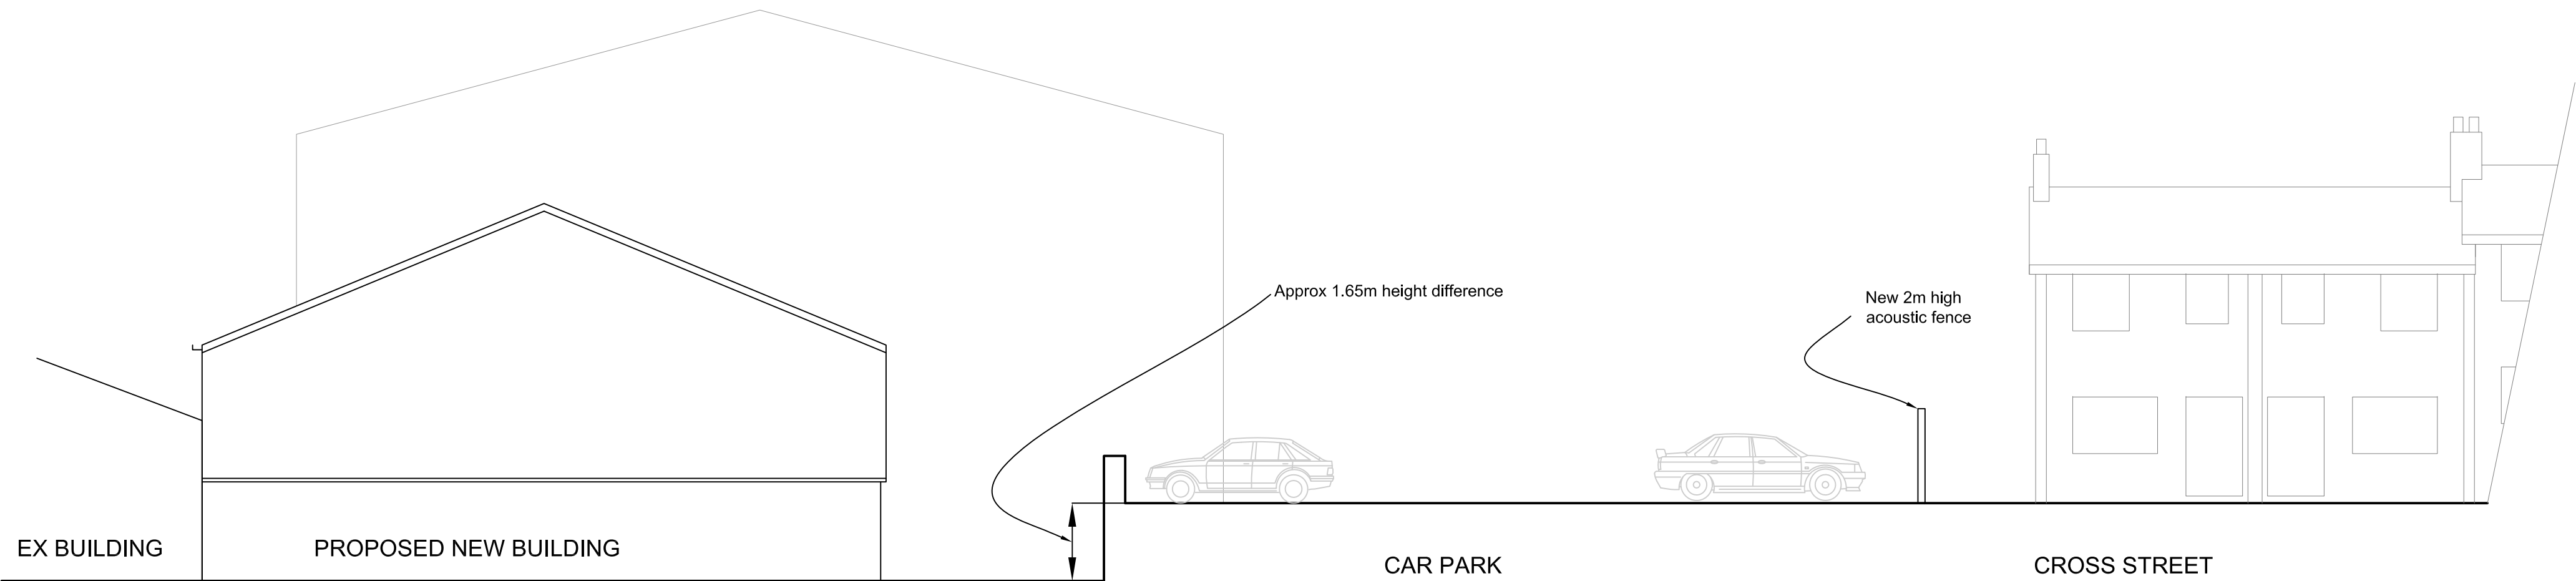 Approx 1.65m height difference
New 2m high
acoustic fence
EX BUILDING
PROPOSED NEW BUILDING
CAR PARK
CROSS STREET